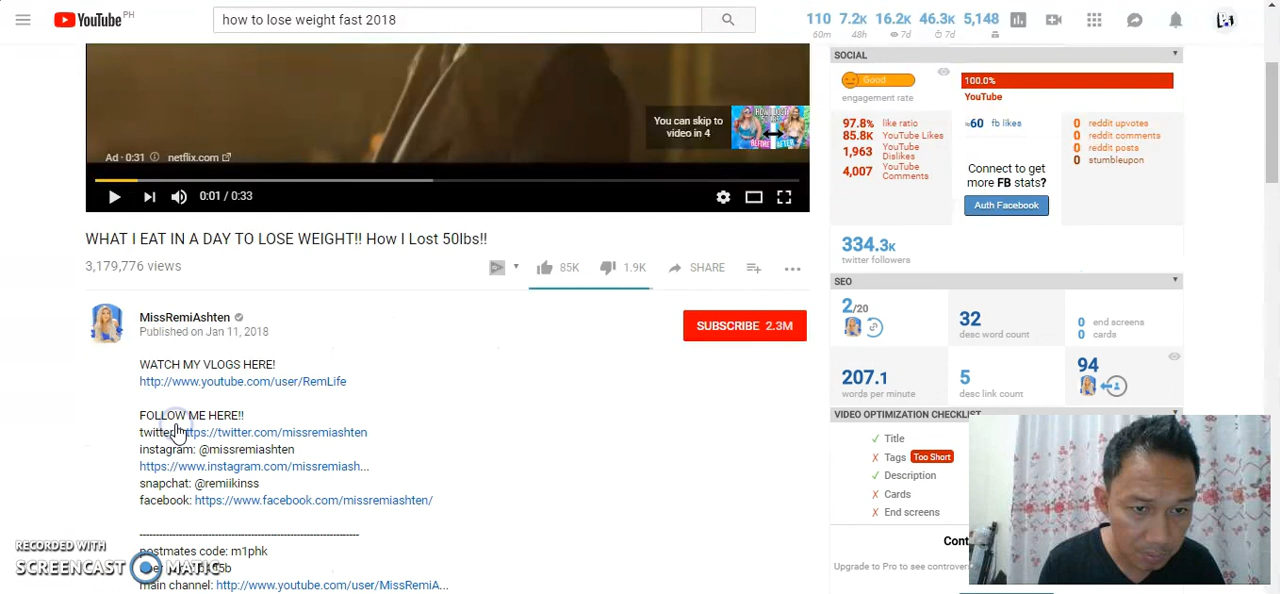 YouTube PH
how to lose weight fast 2018
110 7.2K 16.2K 46.3K 5,148
60m 48h 7d 7d
You can skip to
video in 4
Ad · 0:31 netflix.com
0:01 / 0:33
WHAT I EAT IN A DAY TO LOSE WEIGHT!! How I Lost 50lbs!!
3,179,776 views
85K 1.9K SHARE
MissRemiAshten
Published on Jan 11, 2018
SUBSCRIBE 2.3M
WATCH MY VLOGS HERE!
http://www.youtube.com/user/RemLife
FOLLOW ME HERE!!
twitter https://twitter.com/missremiashten
instagram: @missremiashten
https://www.instagram.com/missremiash...
snapchat: @remiikinss
facebook: https://www.facebook.com/missremiashten/
postmates code: m1phk
main channel: http://www.youtube.com/user/MissRemiA...
RECORDED WITH
SCREENCAST MATIC
SOCIAL
Good
engagement rate
100.0%
YouTube
97.8% like ratio
85.8K YouTube Likes
1,963 YouTube
Dislikes
4,007 YouTube
Comments
≈60 fb likes
Connect to get
more FB stats?
Auth Facebook
0 reddit upvotes
0 reddit comments
0 reddit posts
0 stumbleupon
334.3K
twitter followers
SEO
2/20
32
desc word count
0 end screens
0 cards
207.1
words per minute
5
desc link count
94
VIDEO OPTIMIZATION CHECKLIST
✓ Title
✗ Tags Too Short
✓ Description
✗ Cards
✗ End screens
Cont
Upgrade to Pro to see controver